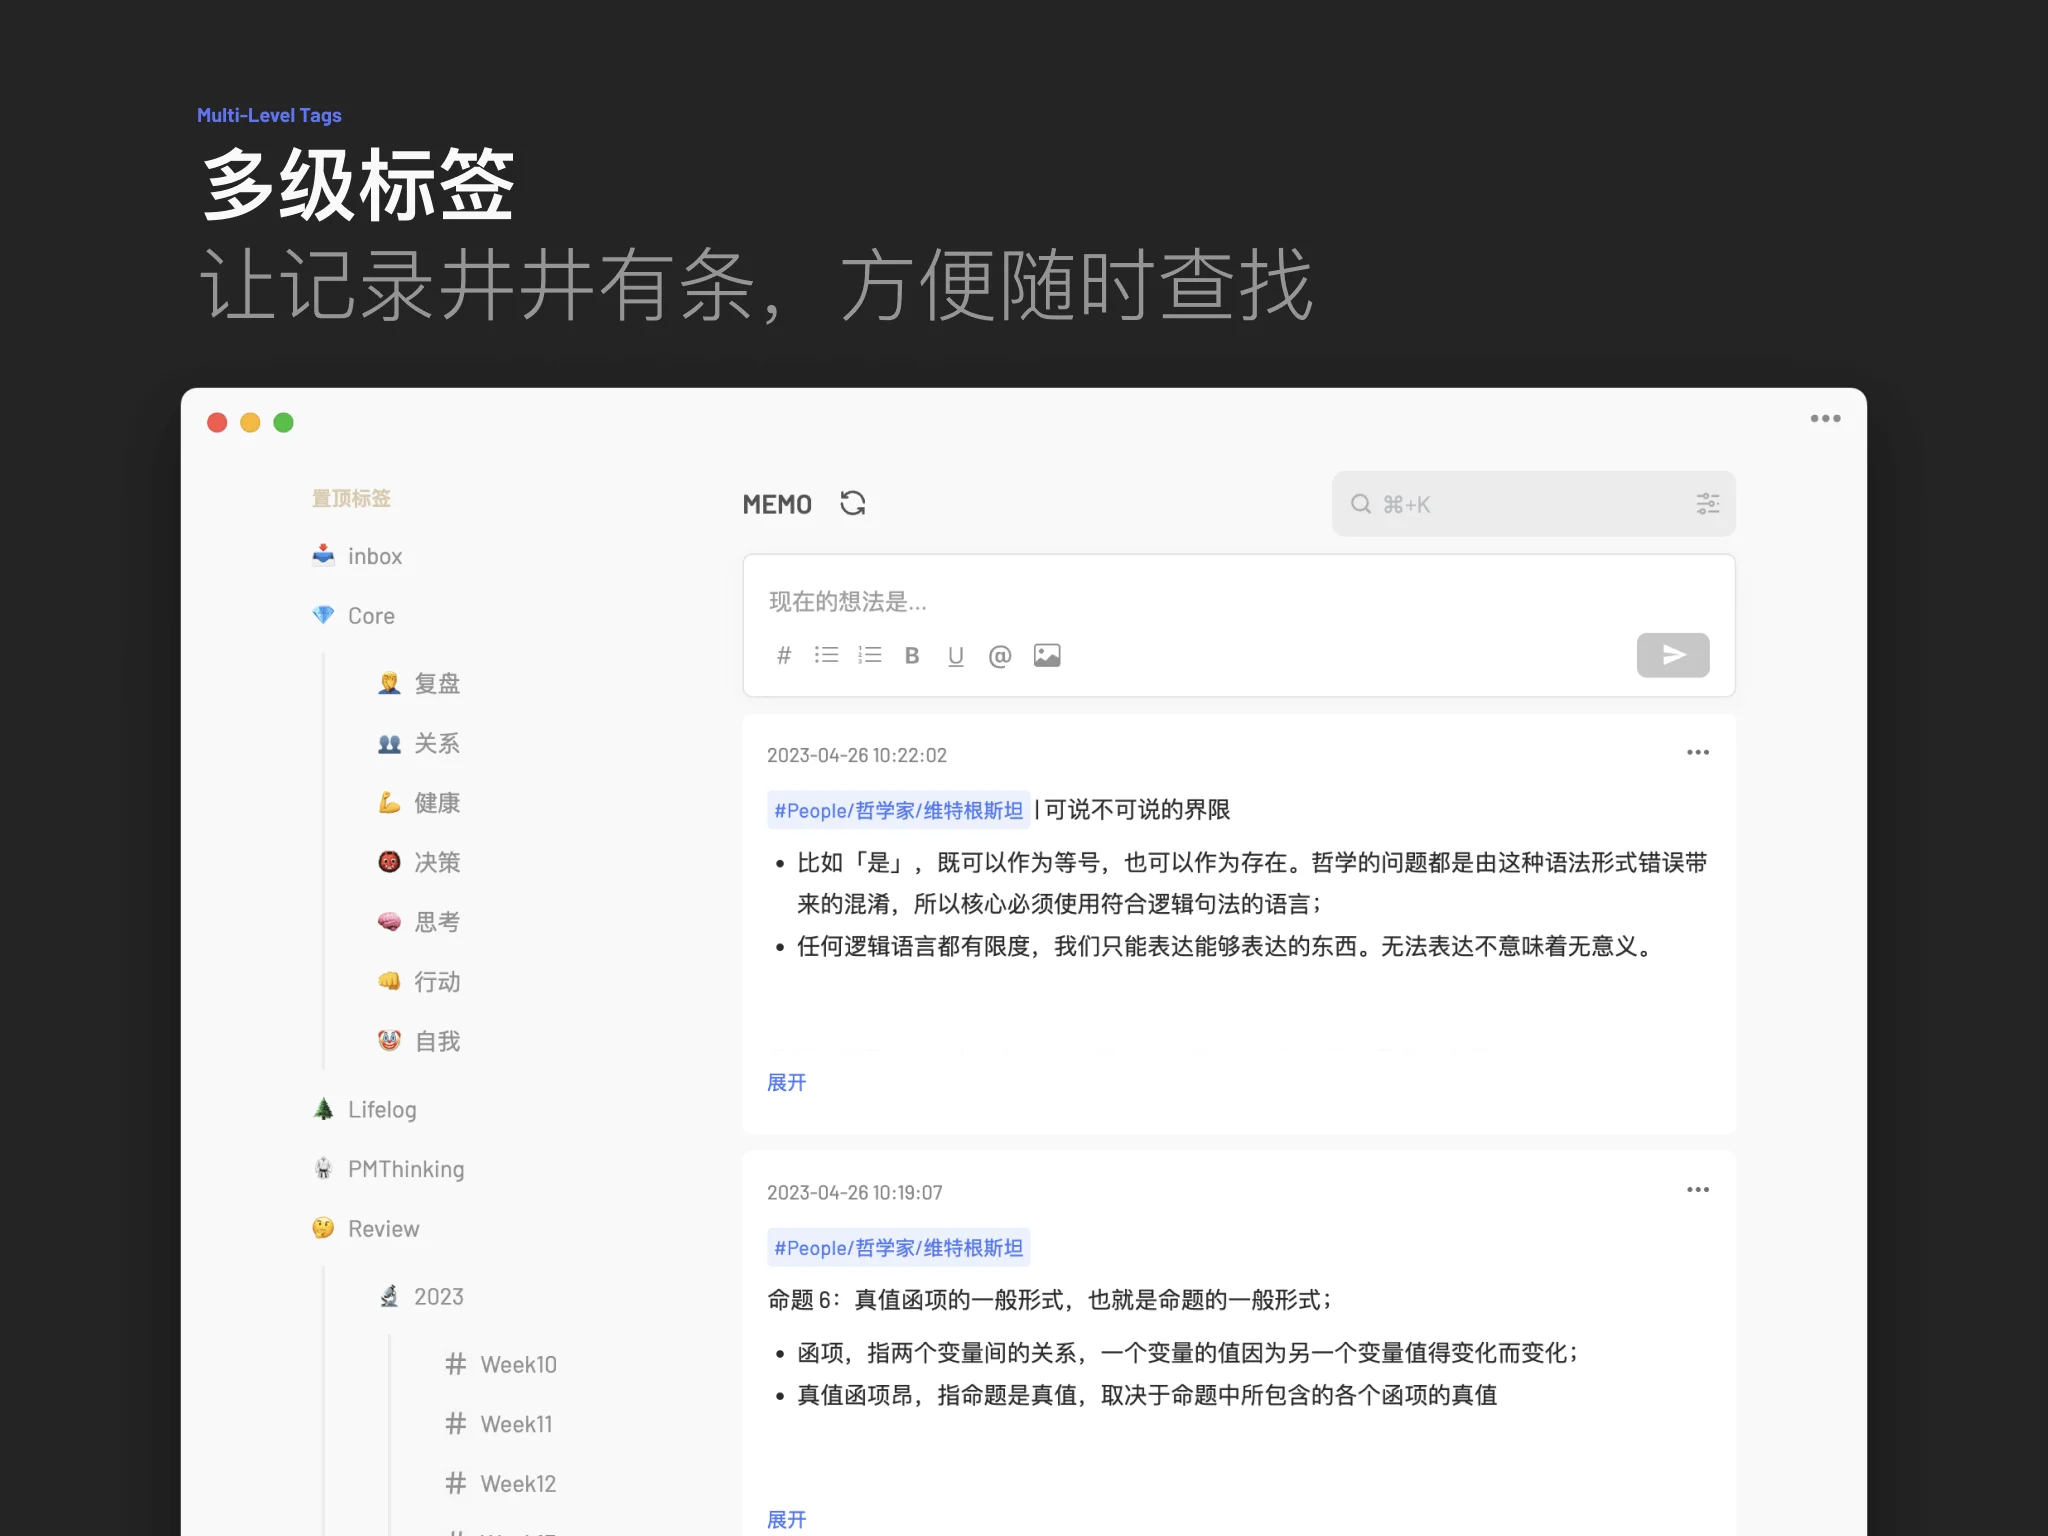 Multi-Level Tags
多级标签
让记录井井有条，方便随时查找
置顶标签
inbox
Core
复盘
关系
健康
决策
思考
行动
自我
Lifelog
PMThinking
Review
2023
# Week10
# Week11
# Week12
MEMO
⌘+K
现在的想法是...
# B U @
2023-04-26 10:22:02
#People/哲学家/维特根斯坦 | 可说不可说的界限
• 比如「是」，既可以作为等号，也可以作为存在。哲学的问题都是由这种语法形式错误带
来的混淆，所以核心必须使用符合逻辑句法的语言；
• 任何逻辑语言都有限度，我们只能表达能够表达的东西。无法表达不意味着无意义。
展开
2023-04-26 10:19:07
#People/哲学家/维特根斯坦
命题 6：真值函项的一般形式，也就是命题的一般形式；
• 函项，指两个变量间的关系，一个变量的值因为另一个变量值得变化而变化；
• 真值函项昂，指命题是真值，取决于命题中所包含的各个函项的真值
展开